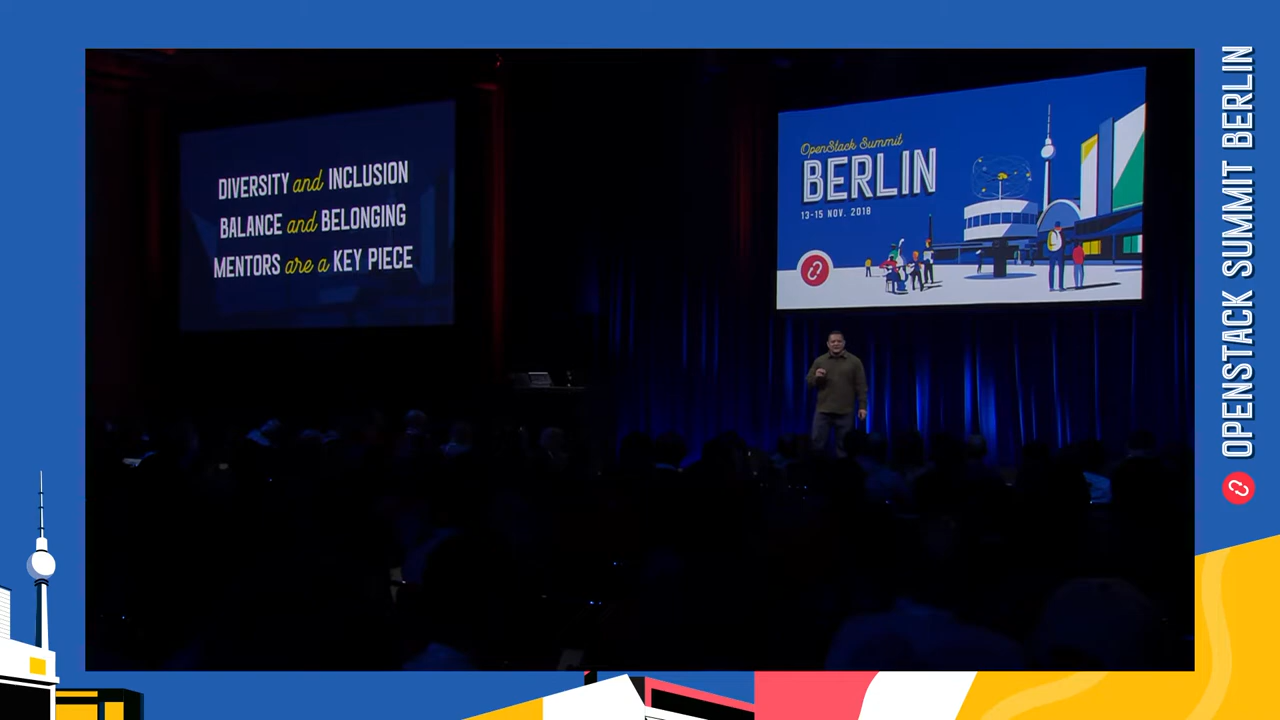 DIVERSITY and INCLUSION
BALANCE and BELONGING
MENTORS are a KEY PIECE
OpenStack Summit
BERLIN
13-15 NOV. 2018
OPENSTACK SUMMIT BERLIN